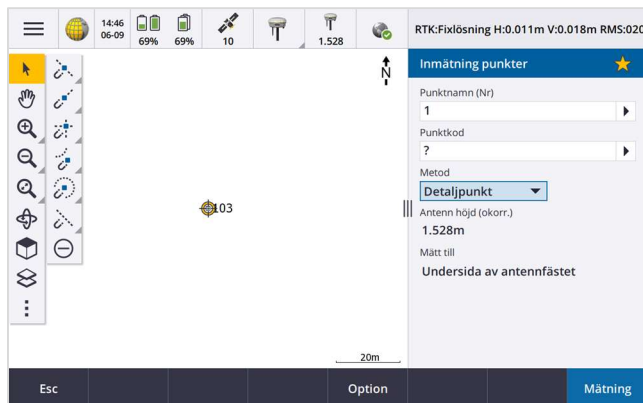 14:46
06-09
69%
69%
10
1.528
RTK:Fixlösning H:0.011m V:0.018m RMS:020
N
Inmätning punkter
Punktnamn (Nr)
1
Punktkod
?
Metod
Detaljpunkt
Antenn höjd (okorr.)
1.528m
Mätt till
Undersida av antennfästet
103
20m
Esc
Option
Mätning